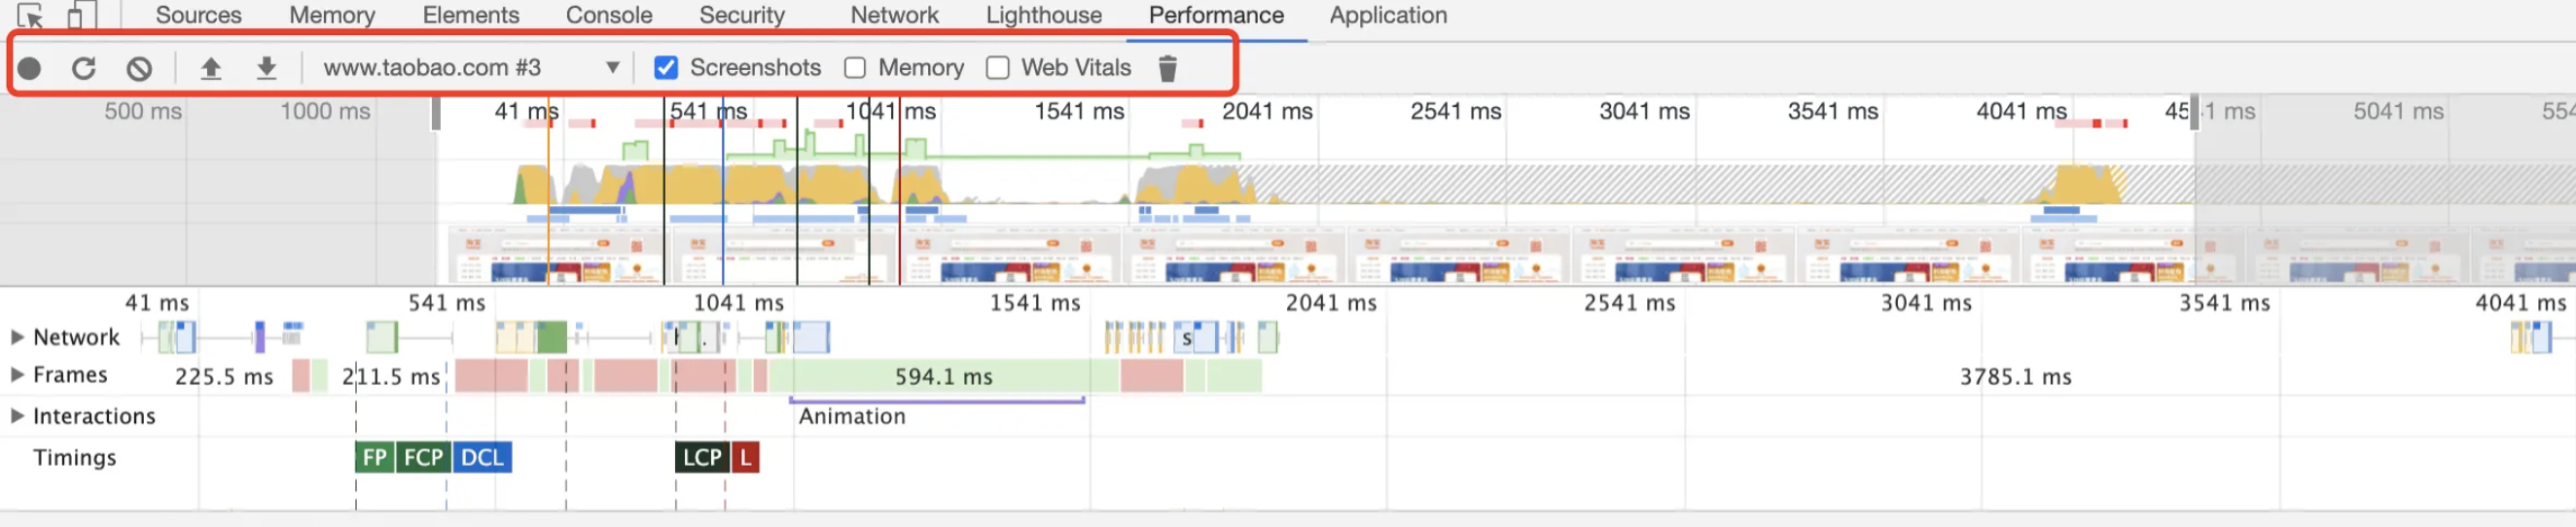 Sources Memory Elements Console Security Network Lighthouse Performance Application
www.taobao.com #3 Screenshots Memory Web Vitals
500 ms 1000 ms 41 ms 541 ms 1041 ms 1541 ms 2041 ms 2541 ms 3041 ms 3541 ms 4041 ms 45 1 ms 5041 ms 554
41 ms 541 ms 1041 ms 1541 ms 2041 ms 2541 ms 3041 ms 3541 ms 4041 ms
Network s
Frames 225.5 ms 211.5 ms 594.1 ms 3785.1 ms
Interactions Animation
Timings FP FCP DCL LCP L